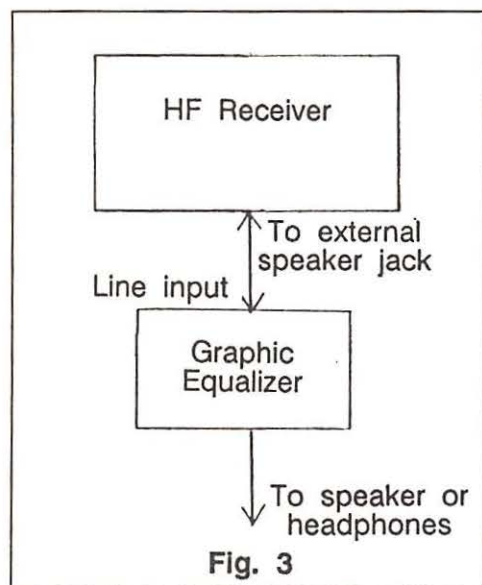 HF Receiver
To external
speaker jack
Line input
Graphic
Equalizer
To speaker or
headphones
Fig. 3